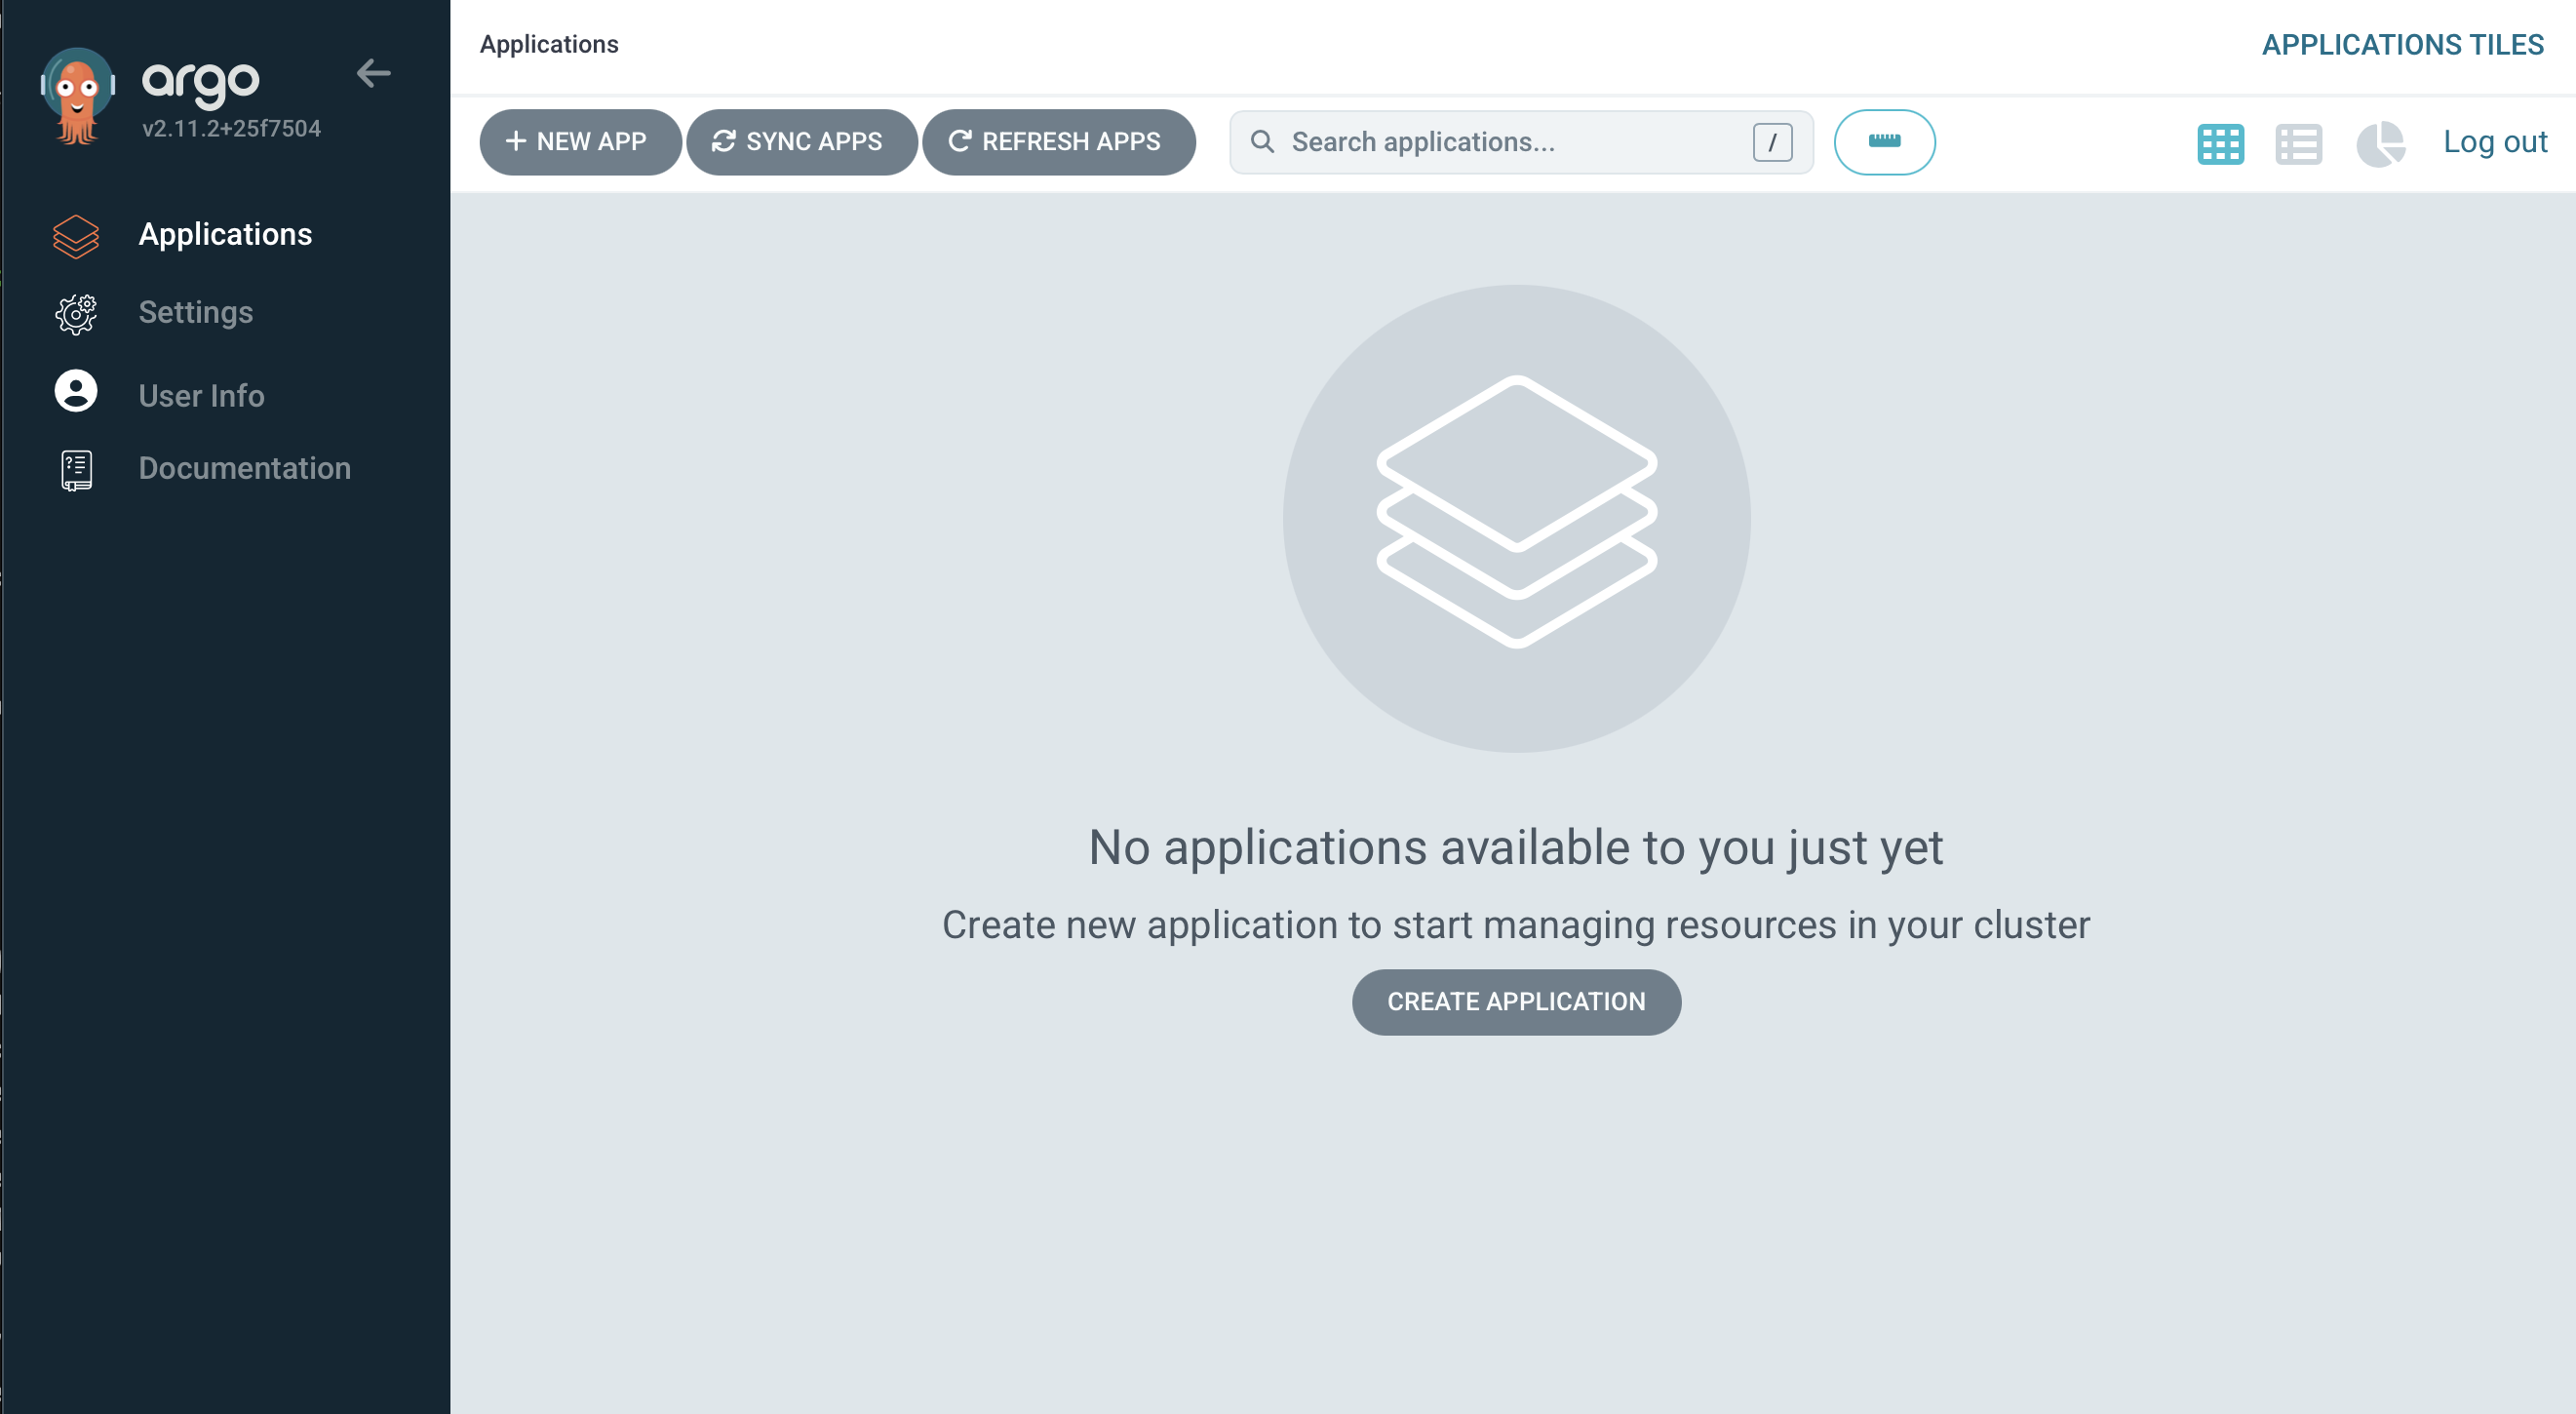 argo
v2.11.2+25f7504
Applications
Settings
User Info
Documentation
Applications
APPLICATIONS TILES
NEW APP
SYNC APPS
REFRESH APPS
Search applications...
/
Log out
No applications available to you just yet
Create new application to start managing resources in your cluster
CREATE APPLICATION